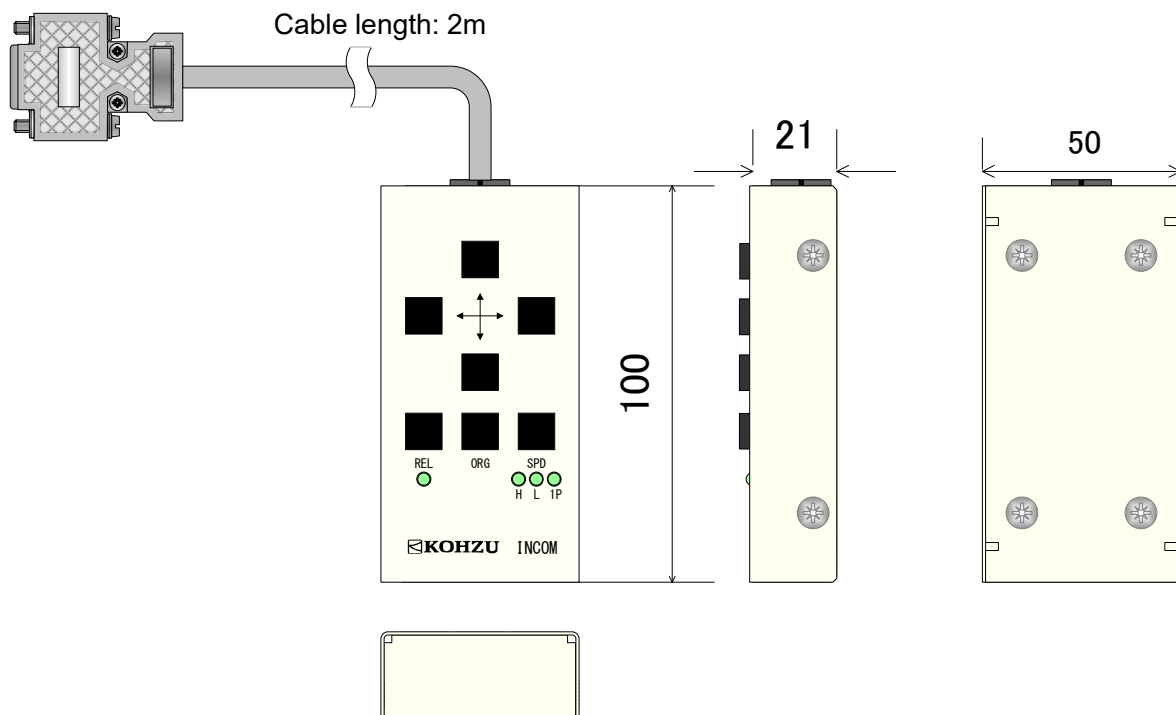 Cable length: 2m
21
50
100
REL ORG SPD
H L 1P
KOHZU INCOM